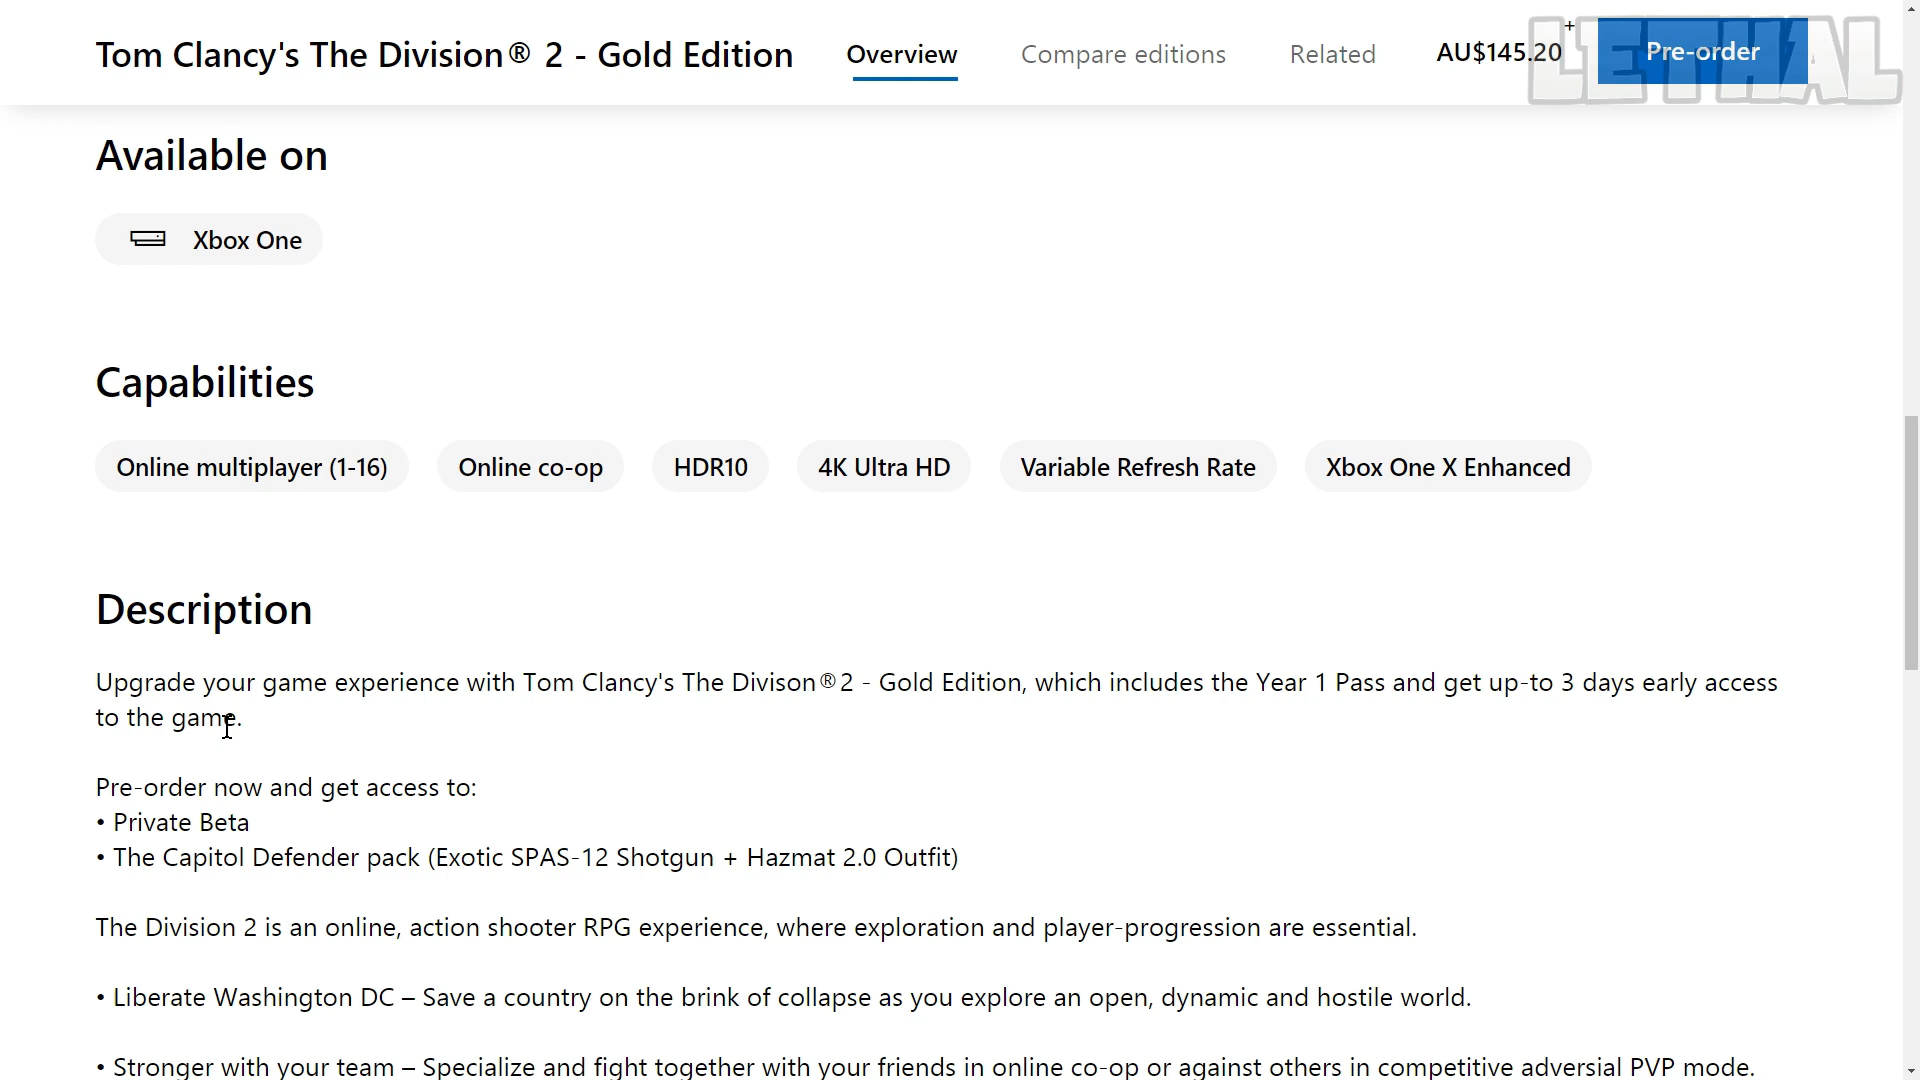 Tom Clancy's The Division® 2 - Gold Edition
Overview
Compare editions
Related
AU$145.20+
Pre-order
LETHAL
Available on
Xbox One
Capabilities
Online multiplayer (1-16)
Online co-op
HDR10
4K Ultra HD
Variable Refresh Rate
Xbox One X Enhanced
Description
Upgrade your game experience with Tom Clancy's The Divison®2 - Gold Edition, which includes the Year 1 Pass and get up-to 3 days early access
to the game.
Pre-order now and get access to:
• Private Beta
• The Capitol Defender pack (Exotic SPAS-12 Shotgun + Hazmat 2.0 Outfit)
The Division 2 is an online, action shooter RPG experience, where exploration and player-progression are essential.
• Liberate Washington DC – Save a country on the brink of collapse as you explore an open, dynamic and hostile world.
• Stronger with your team – Specialize and fight together with your friends in online co-op or against others in competitive adversial PVP mode.